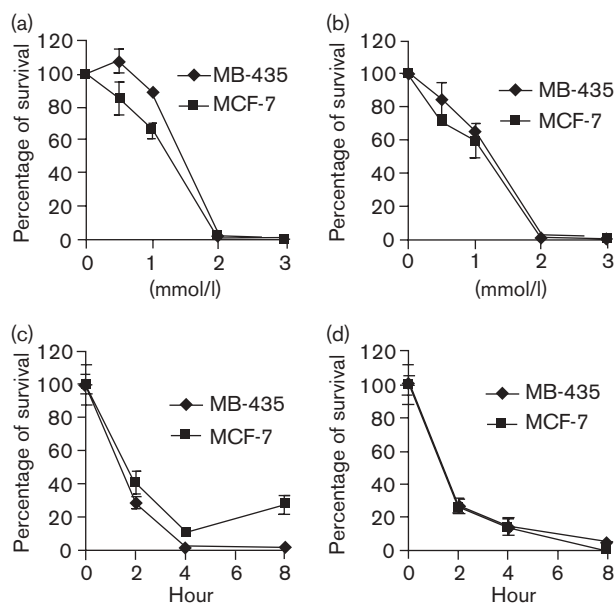 (a)
Percentage of survival
120
100
80
60
40
20
0
MB-435
MCF-7
0 1 2 3
(mmol/l)
(b)
Percentage of survival
120
100
80
60
40
20
0
MB-435
MCF-7
0 1 2 3
(mmol/l)
(c)
Percentage of survival
120
100
80
60
40
20
0
MB-435
MCF-7
0 2 4 6 8
Hour
(d)
Percentage of survival
120
100
80
60
40
20
0
MB-435
MCF-7
0 2 4 6 8
Hour